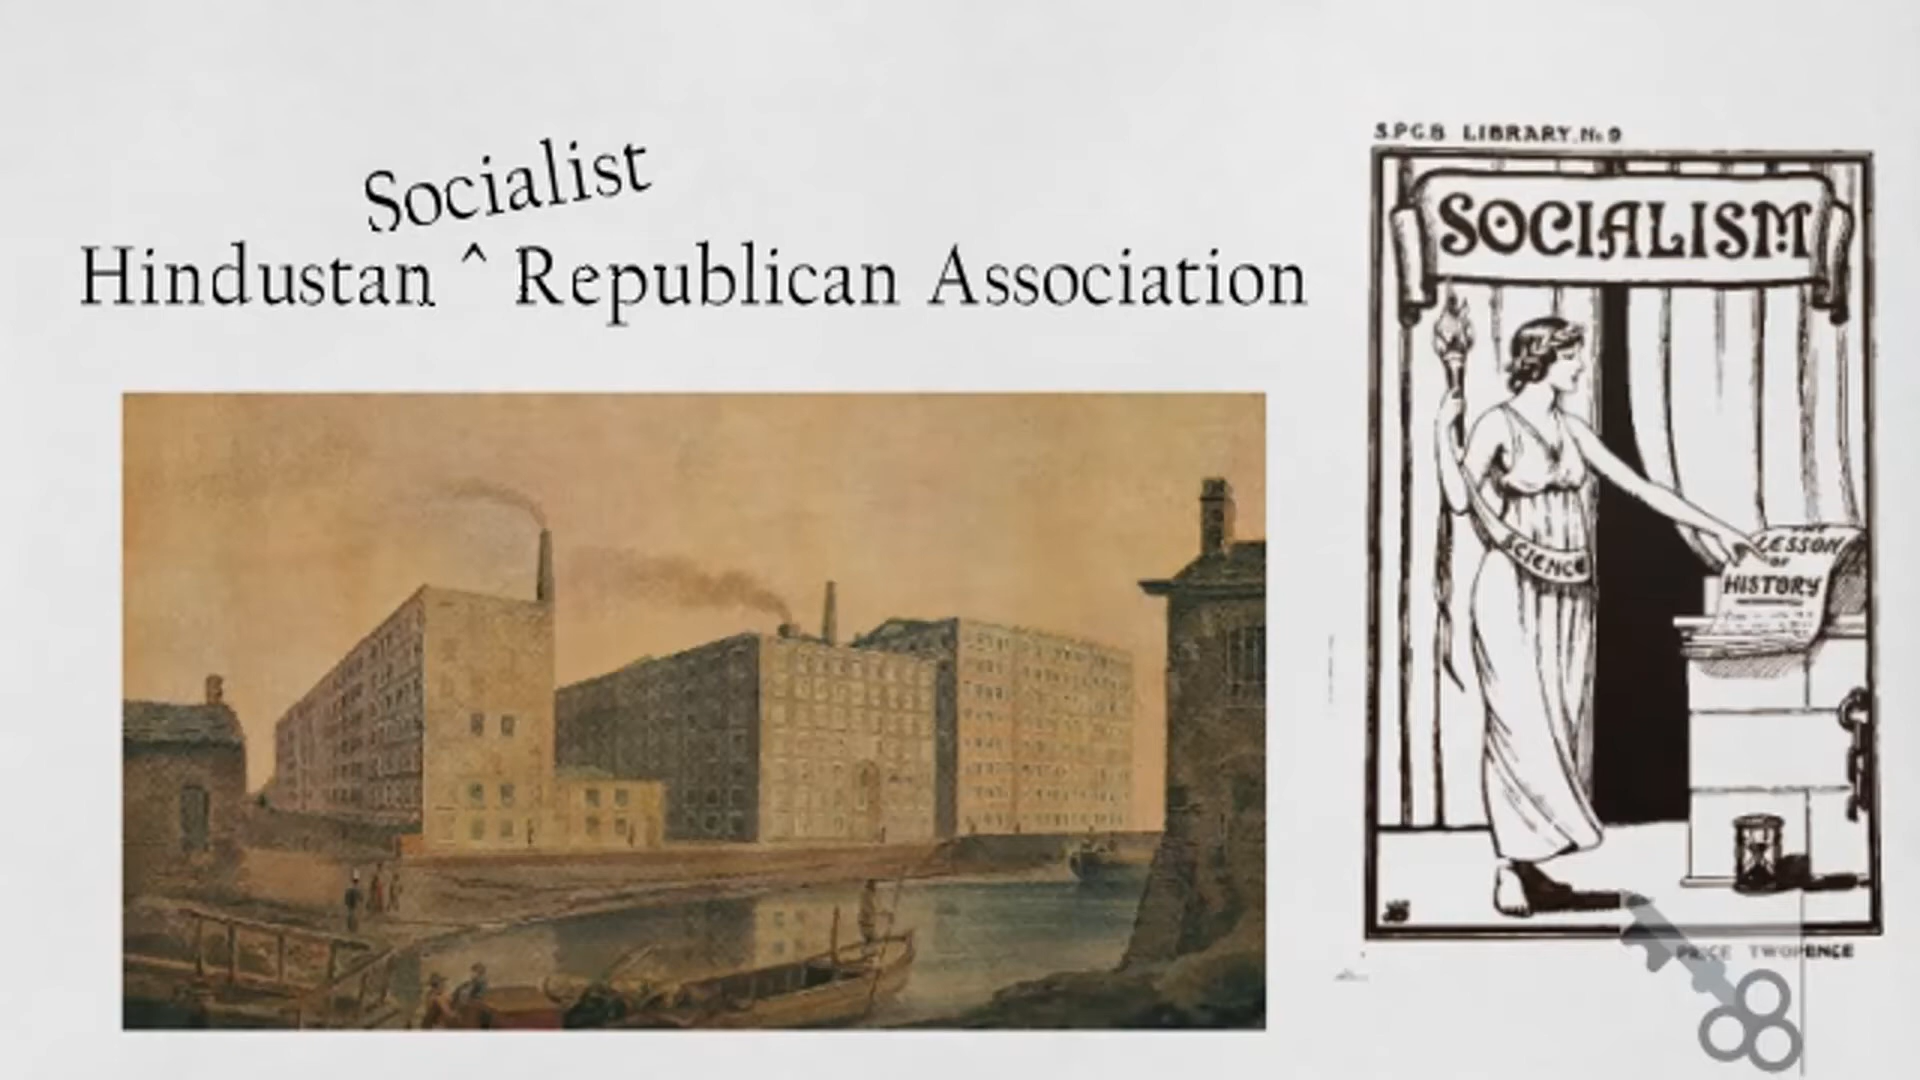 Socialist
Hindustan ^ Republican Association
S.P.G.B LIBRARY. No 9
SOCIALISM
SCIENCE
THE
LESSON
OF
HISTORY
PRICE TWOPENCE